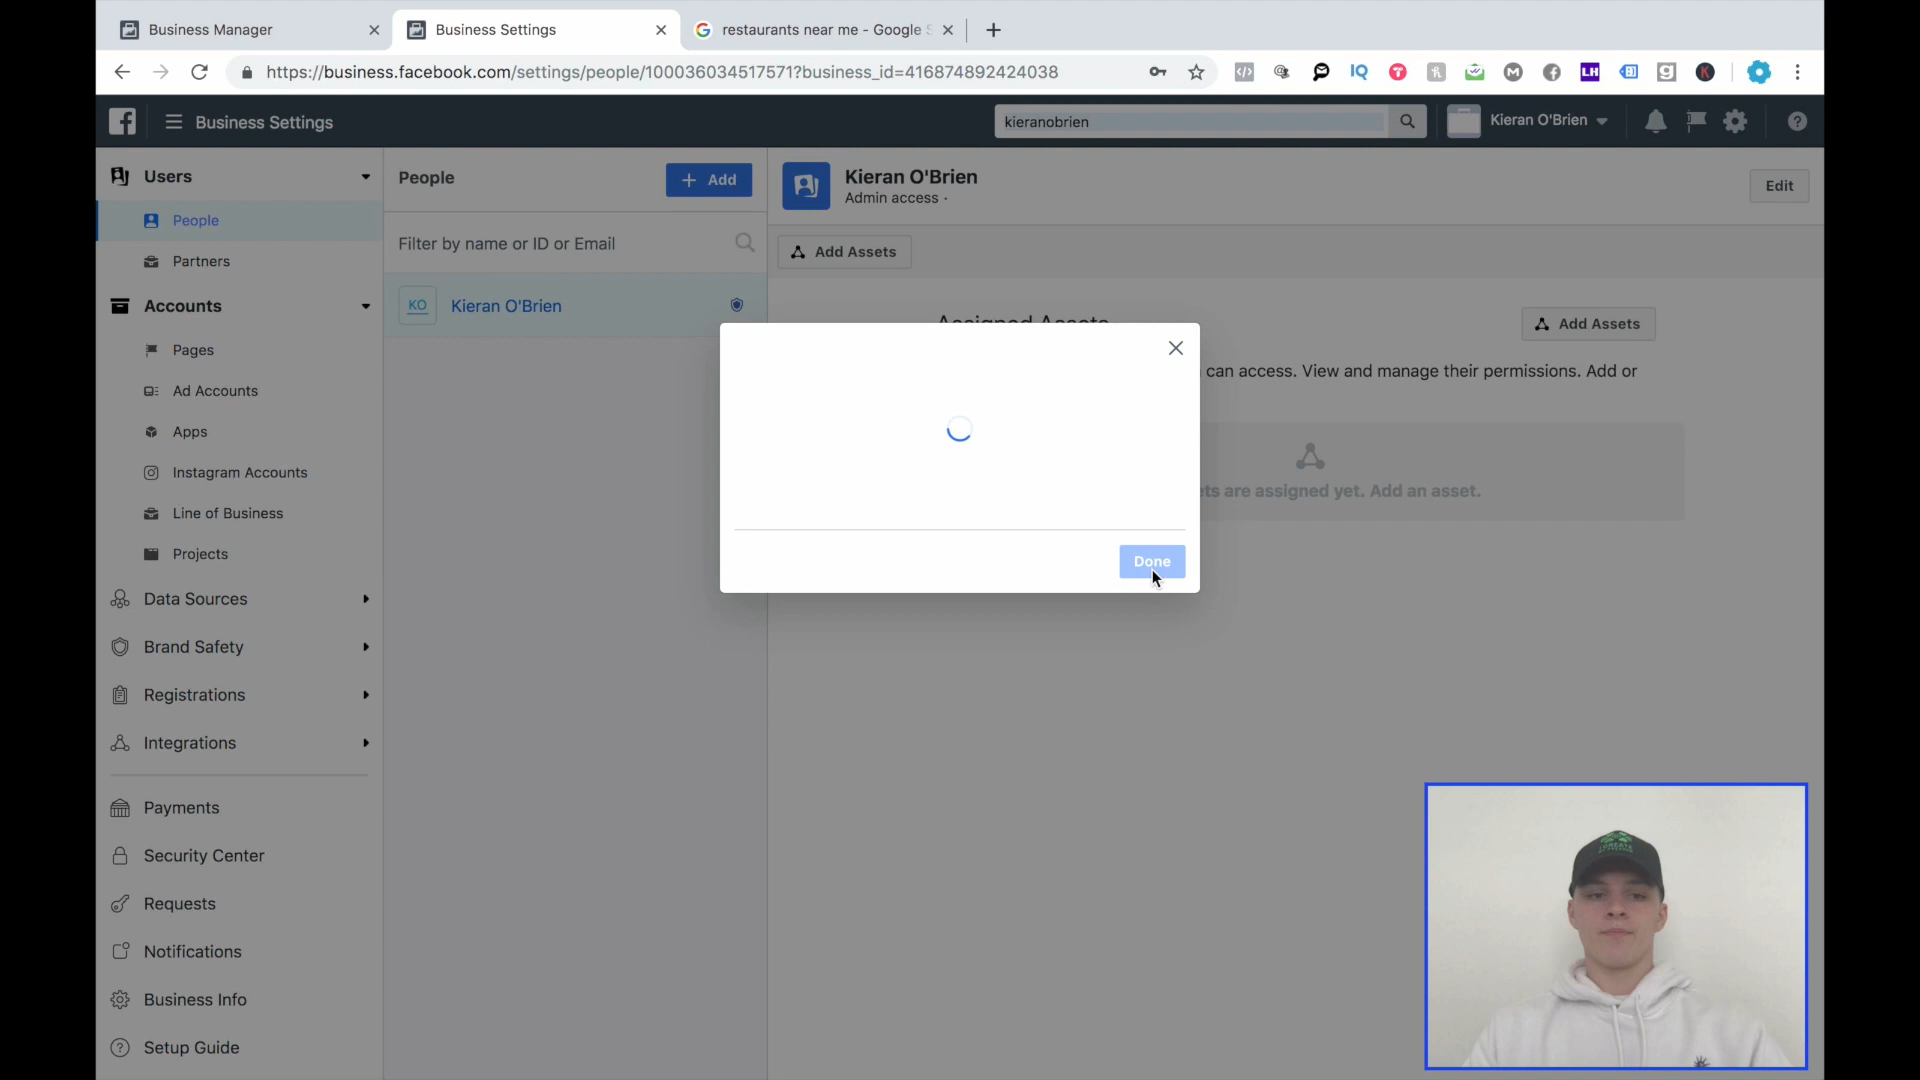 Business Manager
Business Settings
restaurants near me - Google S
https://business.facebook.com/settings/people/100036034517571?business_id=416874892424038
IQ
T
h
M
LH
g
K
Business Settings
kieranobrien
Kieran O'Brien
Users
People
Partners
Accounts
Pages
Ad Accounts
Apps
Instagram Accounts
Line of Business
Projects
Data Sources
Brand Safety
Registrations
Integrations
Payments
Security Center
Requests
Notifications
Business Info
Setup Guide
People
+ Add
Filter by name or ID or Email
KO
Kieran O'Brien
Kieran O'Brien
Admin access ·
Edit
Add Assets
Assigned Assets
Add Assets
can access. View and manage their permissions. Add or
ts are assigned yet. Add an asset.
Done